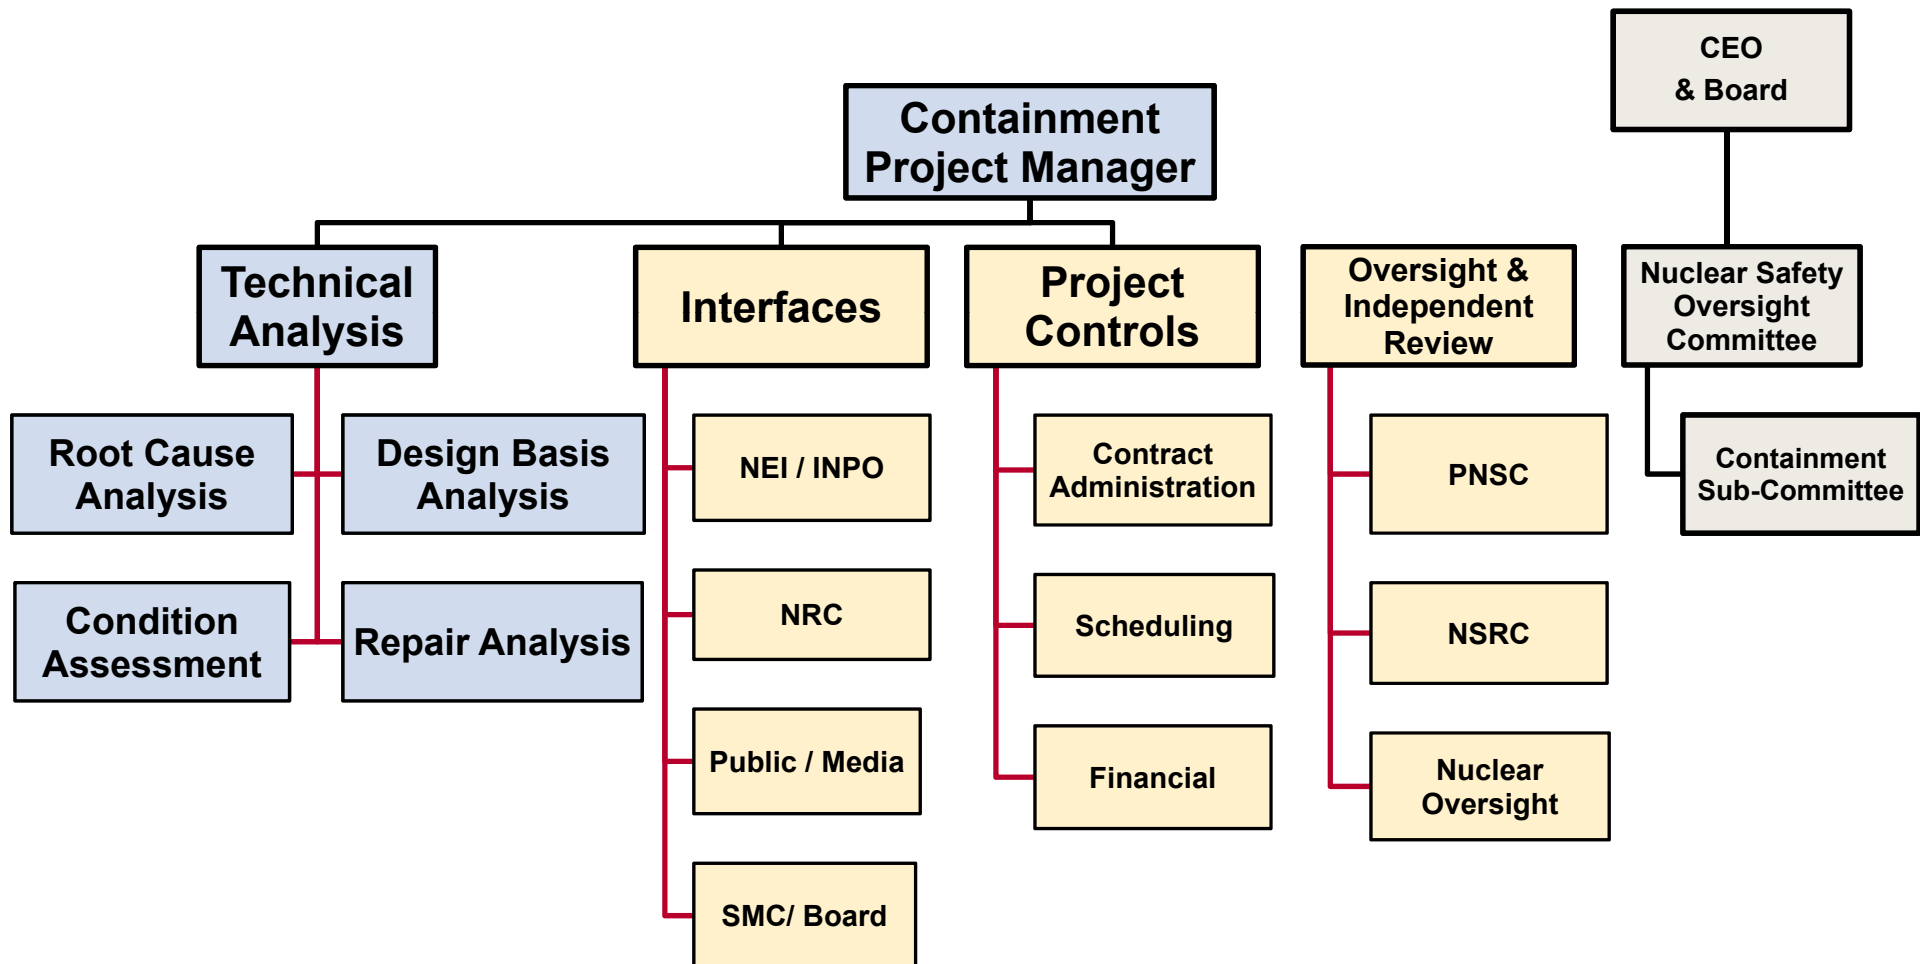 CEO
& Board
Containment
Project Manager
Technical
Analysis
Interfaces
Project
Controls
Oversight &
Independent
Review
Nuclear Safety
Oversight
Committee
Root Cause
Analysis
Design Basis
Analysis
NEI / INPO
Contract
Administration
PNSC
Containment
Sub-Committee
Condition
Assessment
Repair Analysis
NRC
Scheduling
NSRC
Public / Media
Financial
Nuclear
Oversight
SMC/ Board